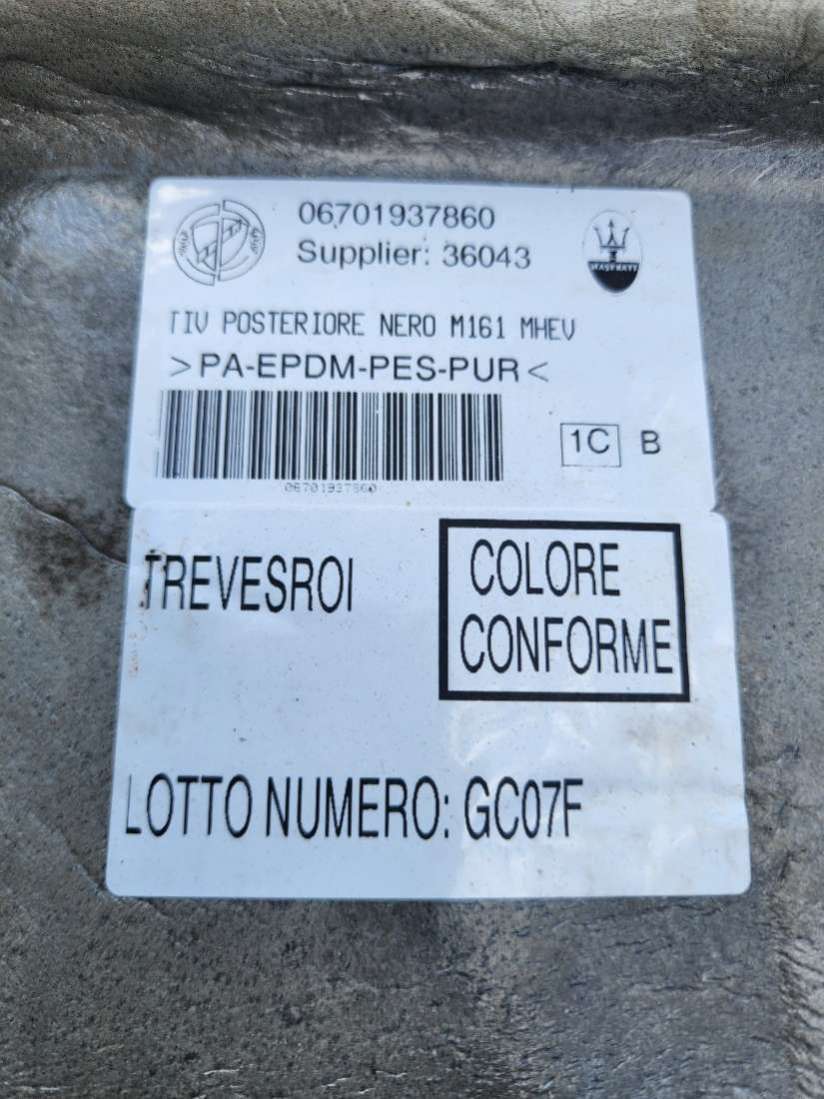 06701937860
Supplier: 36043
MASERATI
TIV POSTERIORE NERO M161 MHEV
>PA-EPDM-PES-PUR<
1C B
06701937860
TREVESROI
COLORE
CONFORME
LOTTO NUMERO: GC07F